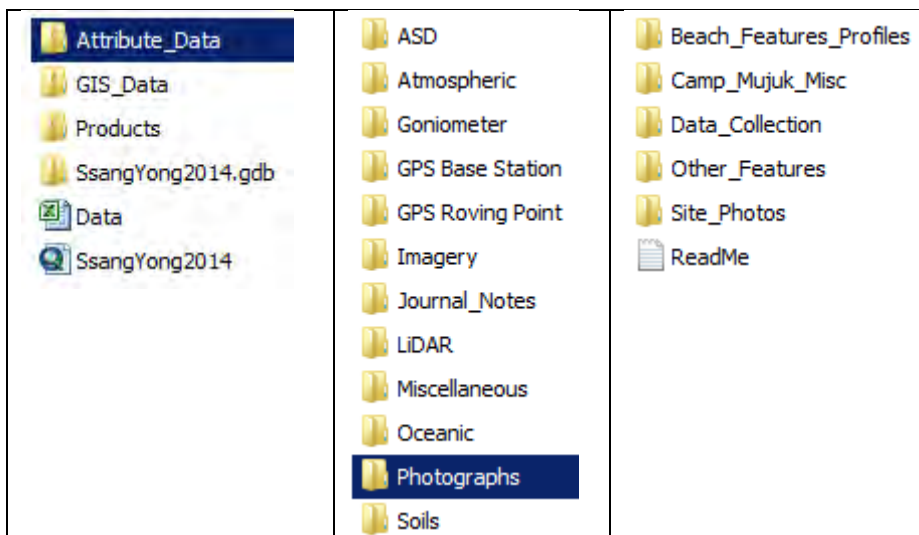 Attribute_Data
GIS_Data
Products
SsangYong2014.gdb
Data
SsangYong2014
ASD
Atmospheric
Goniometer
GPS Base Station
GPS Roving Point
Imagery
Journal_Notes
LiDAR
Miscellaneous
Oceanic
Photographs
Soils
Beach_Features_Profiles
Camp_Mujuk_Misc
Data_Collection
Other_Features
Site_Photos
ReadMe